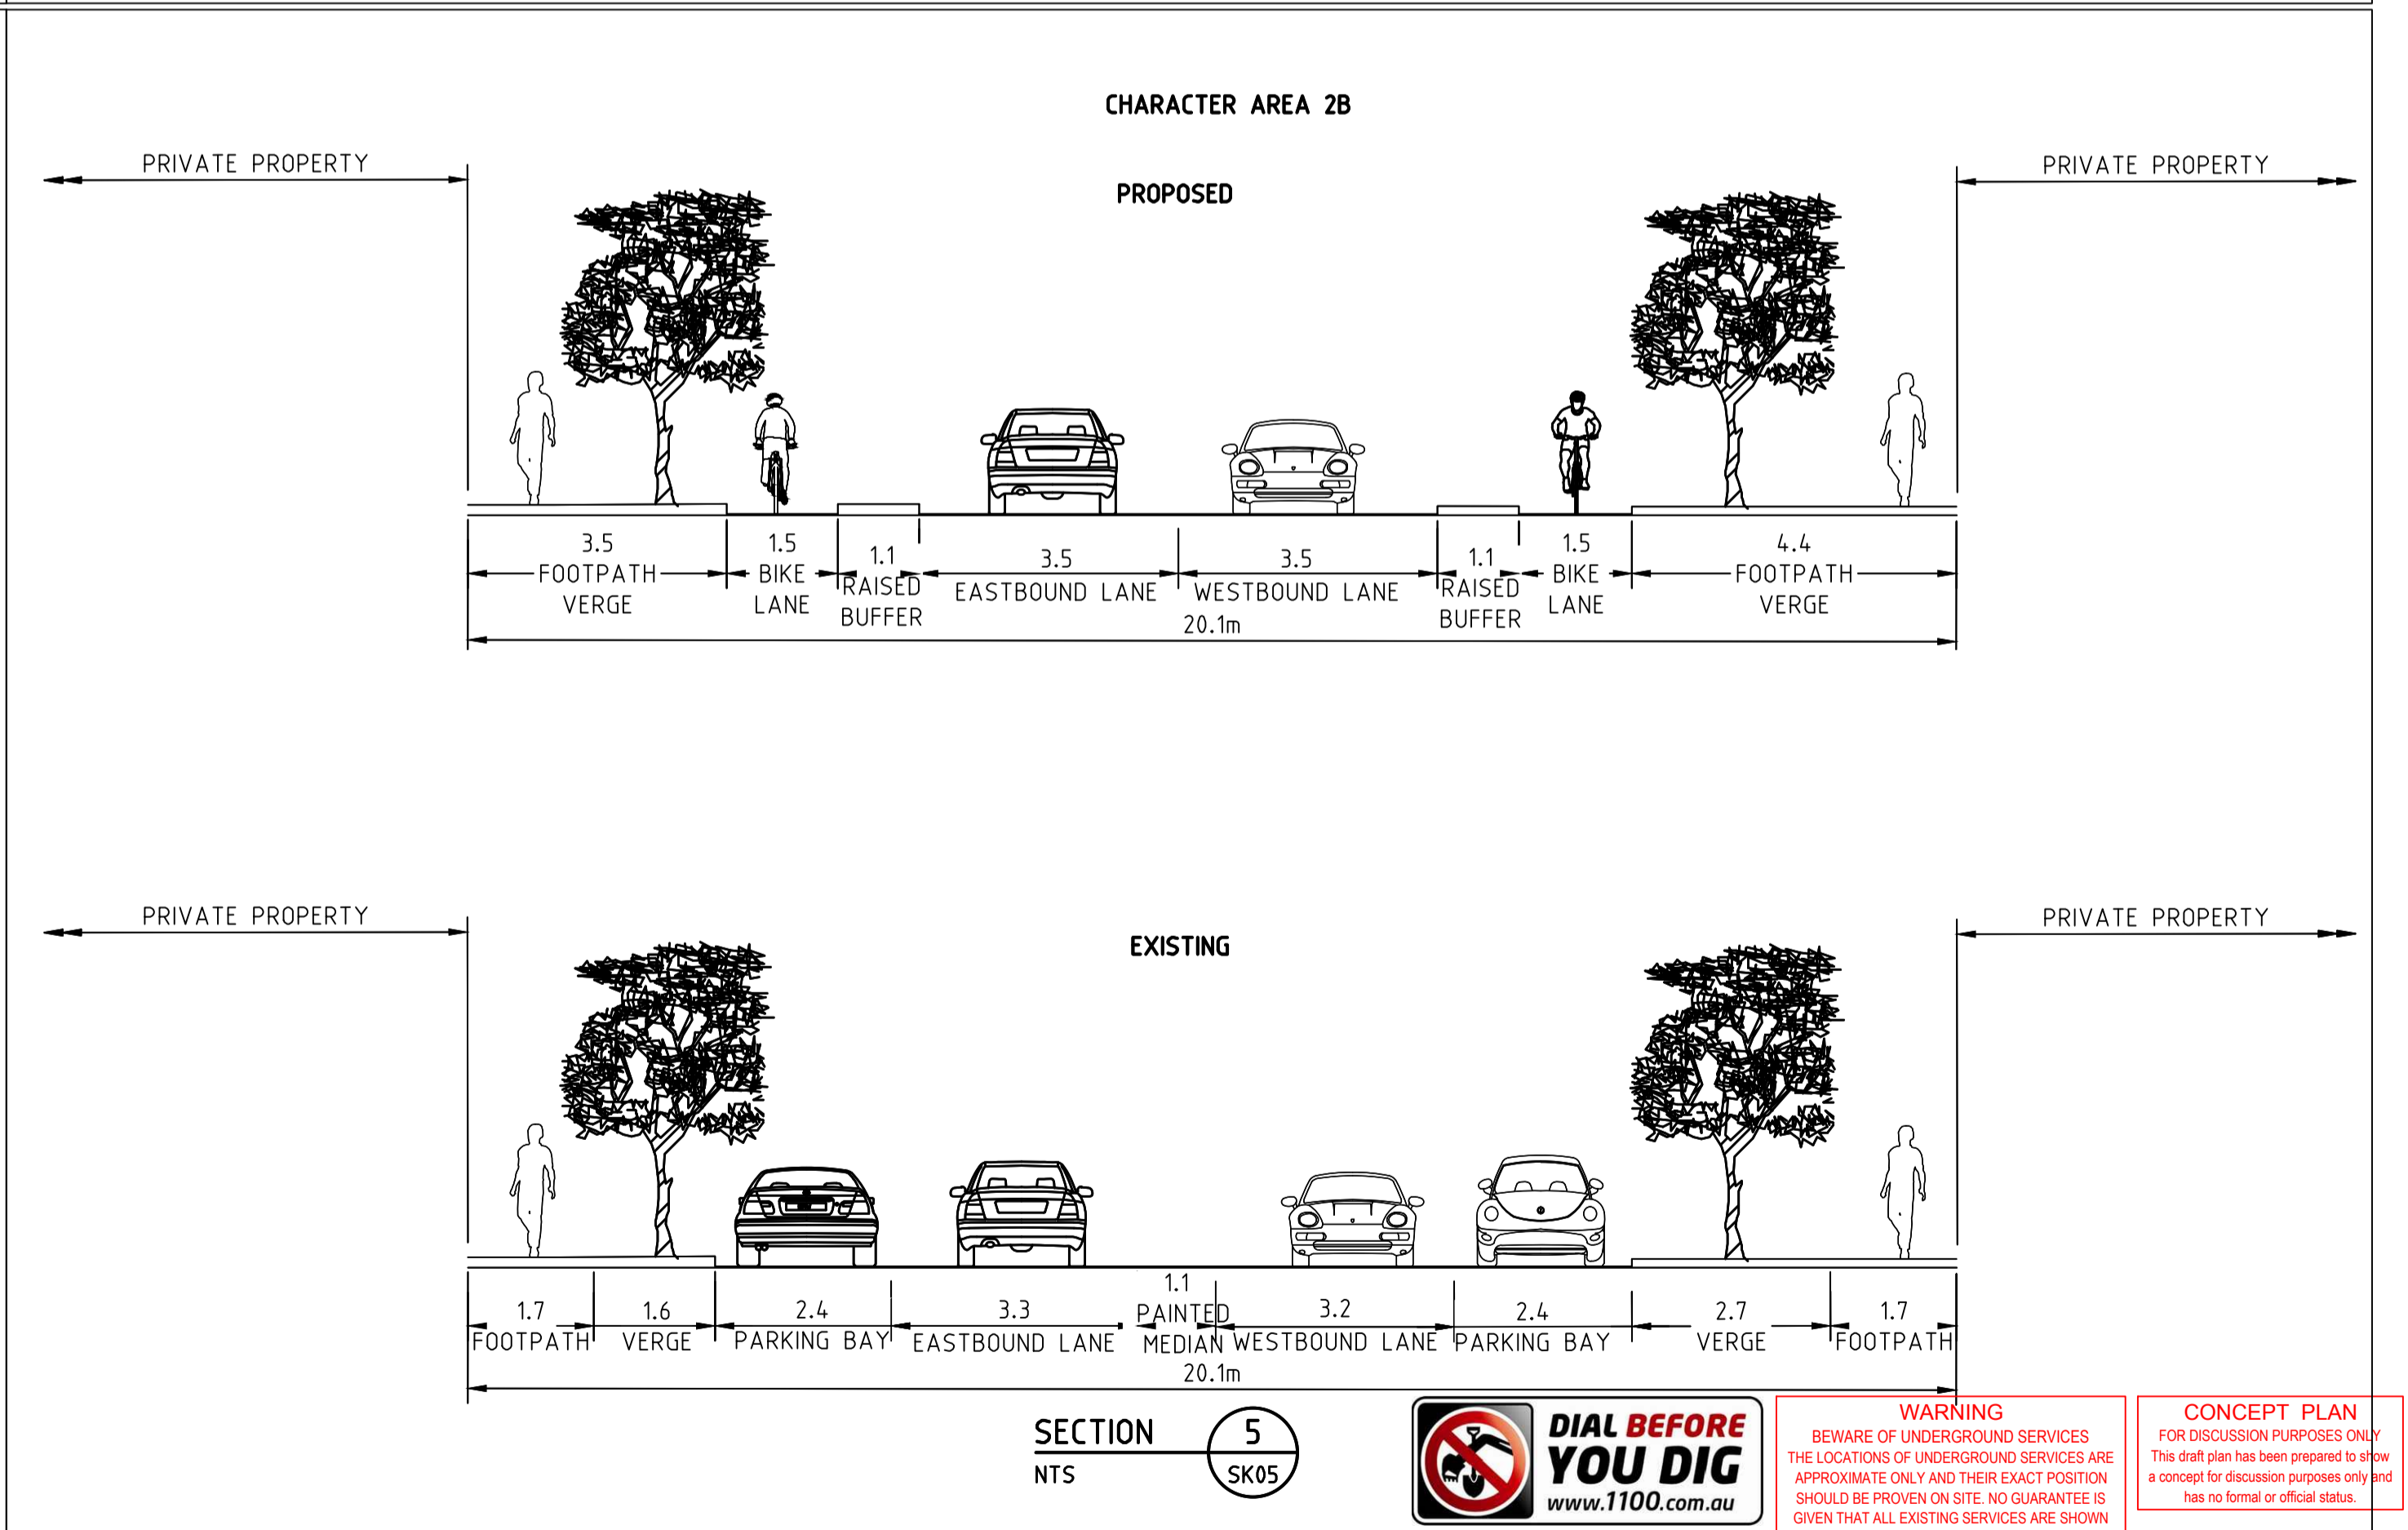 CHARACTER AREA 2B
PRIVATE PROPERTY
PRIVATE PROPERTY
PROPOSED
3.5
FOOTPATH
VERGE
1.5
BIKE
LANE
1.1
RAISED
BUFFER
3.5
EASTBOUND LANE
3.5
WESTBOUND LANE
1.1
RAISED
BUFFER
1.5
BIKE
LANE
4.4
FOOTPATH
VERGE
20.1m
PRIVATE PROPERTY
PRIVATE PROPERTY
EXISTING
1.7
FOOTPATH
1.6
VERGE
2.4
PARKING BAY
3.3
EASTBOUND LANE
1.1
PAINTED
MEDIAN
3.2
WESTBOUND LANE
2.4
PARKING BAY
2.7
VERGE
1.7
FOOTPATH
20.1m
SECTION
NTS
5
SK05
DIAL BEFORE
YOU DIG
www.1100.com.au
WARNING
BEWARE OF UNDERGROUND SERVICES
THE LOCATIONS OF UNDERGROUND SERVICES ARE
APPROXIMATE ONLY AND THEIR EXACT POSITION
SHOULD BE PROVEN ON SITE. NO GUARANTEE IS
GIVEN THAT ALL EXISTING SERVICES ARE SHOWN
CONCEPT PLAN
FOR DISCUSSION PURPOSES ONLY
This draft plan has been prepared to show
a concept for discussion purposes only and
has no formal or official status.